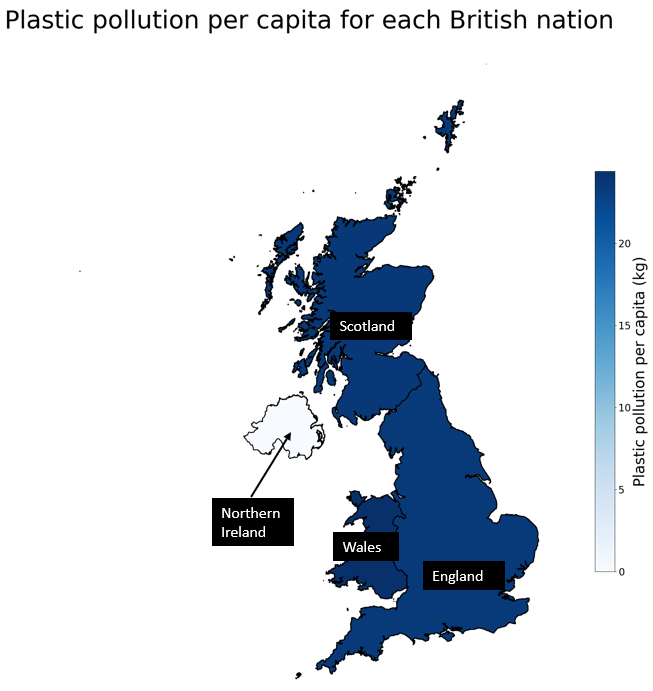 Plastic pollution per capita for each British nation
Scotland
Northern
Ireland
Wales
England
20
15
10
5
0
Plastic pollution per capita (kg)